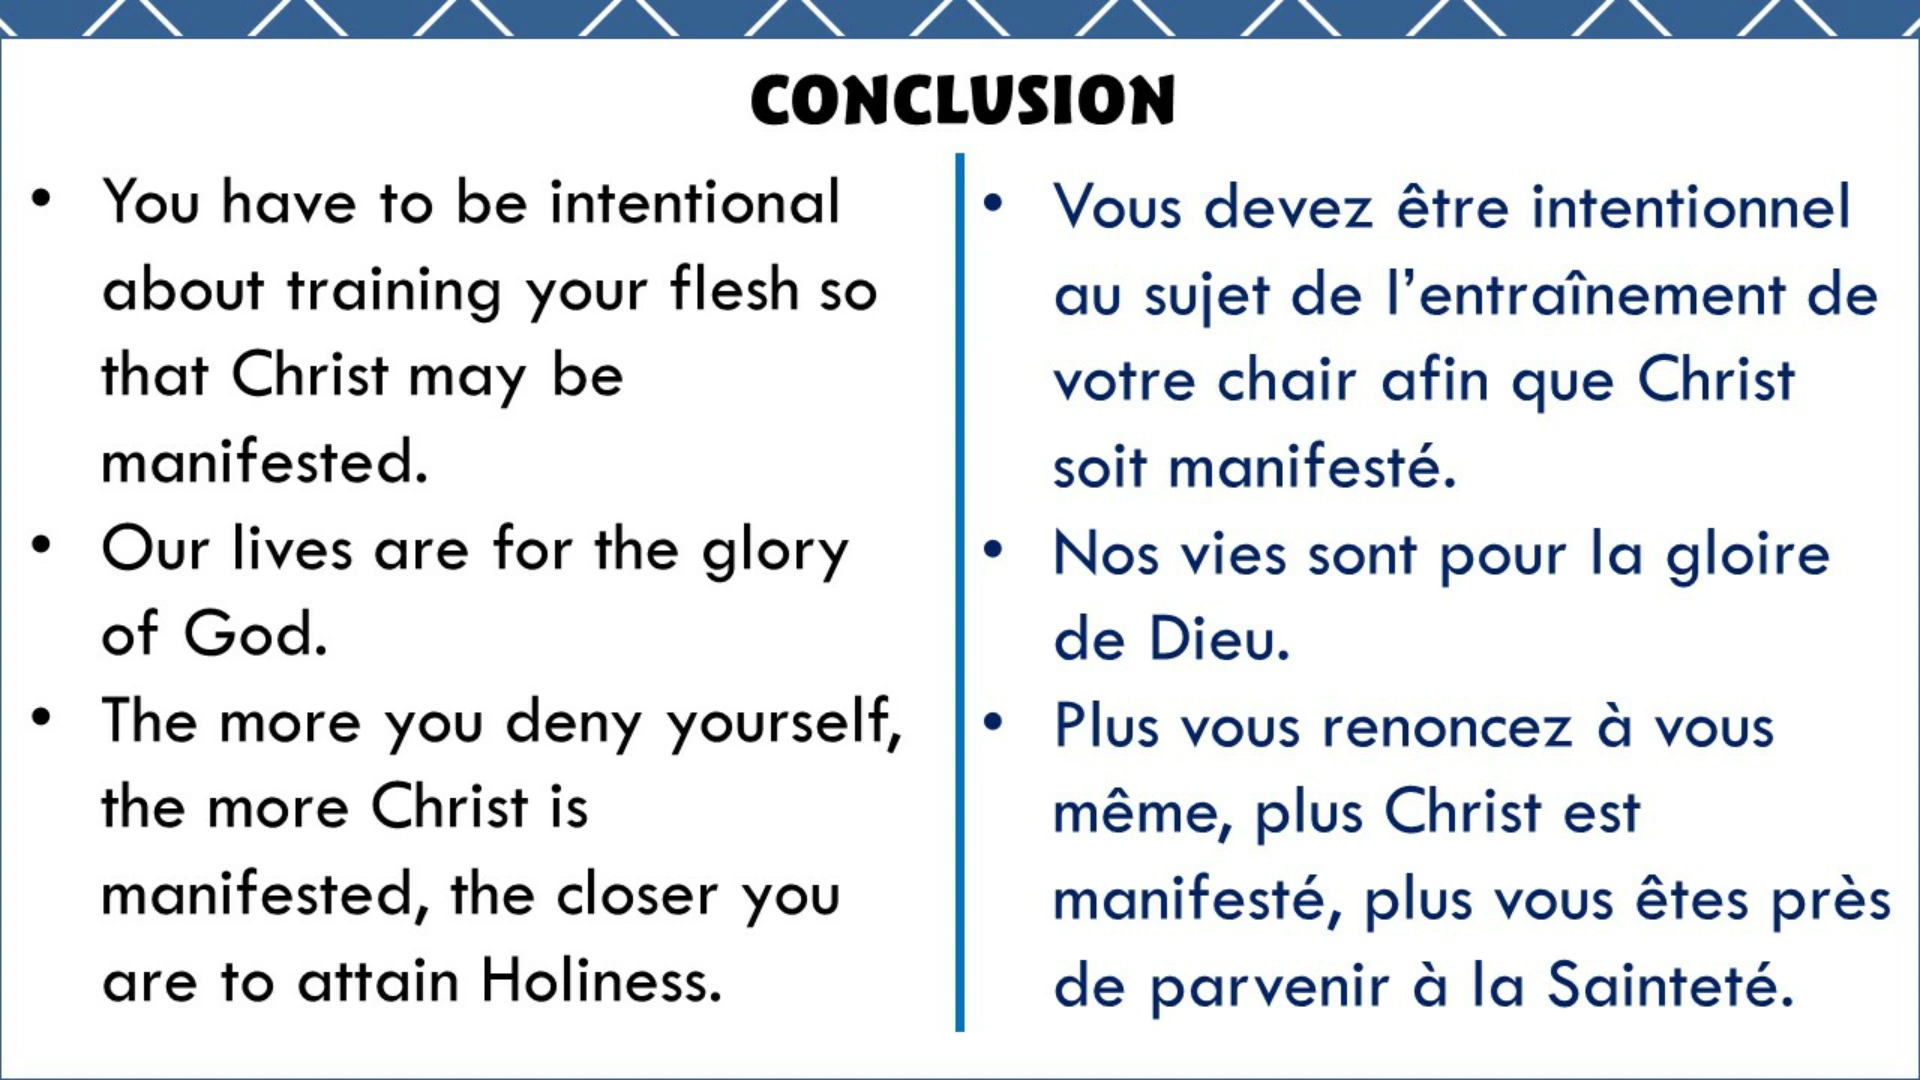 CONCLUSION
• You have to be intentional
about training your flesh so
that Christ may be
manifested.
• Our lives are for the glory
of God.
• The more you deny yourself,
the more Christ is
manifested, the closer you
are to attain Holiness.
• Vous devez être intentionnel
au sujet de l’entraînement de
votre chair afin que Christ
soit manifesté.
• Nos vies sont pour la gloire
de Dieu.
• Plus vous renoncez à vous
même, plus Christ est
manifesté, plus vous êtes près
de parvenir à la Sainteté.